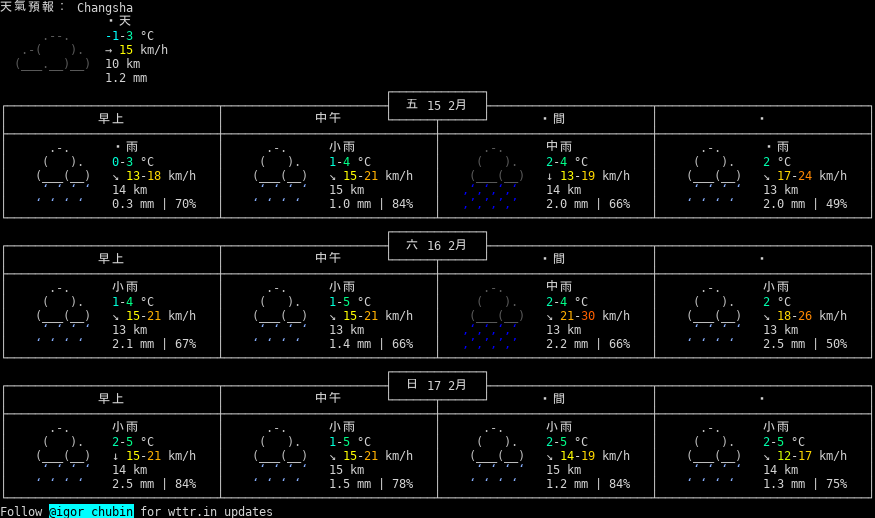 天氣預報： Changsha
・天
-1-3 °C
→ 15 km/h
10 km
1.2 mm
五 15 2月
早上 中午 ・間 ・
・雨 小雨 中雨 ・雨
0-3 °C 1-4 °C 2-4 °C 2 °C
↘ 13-18 km/h ↘ 15-21 km/h ↓ 13-19 km/h ↘ 17-24 km/h
14 km 15 km 14 km 13 km
0.3 mm | 70% 1.0 mm | 84% 2.0 mm | 66% 2.0 mm | 49%
六 16 2月
早上 中午 ・間 ・
小雨 小雨 中雨 小雨
1-4 °C 1-5 °C 2-4 °C 2 °C
↘ 15-21 km/h ↘ 15-21 km/h ↘ 21-30 km/h ↘ 18-26 km/h
13 km 13 km 13 km 13 km
2.1 mm | 67% 1.4 mm | 66% 2.2 mm | 66% 2.5 mm | 50%
日 17 2月
早上 中午 ・間 ・
小雨 小雨 小雨 小雨
2-5 °C 1-5 °C 2-5 °C 2-5 °C
↓ 15-21 km/h ↘ 15-21 km/h ↘ 14-19 km/h ↘ 12-17 km/h
14 km 15 km 15 km 14 km
2.5 mm | 84% 1.5 mm | 78% 1.2 mm | 84% 1.3 mm | 75%
Follow @igor_chubin for wttr.in updates